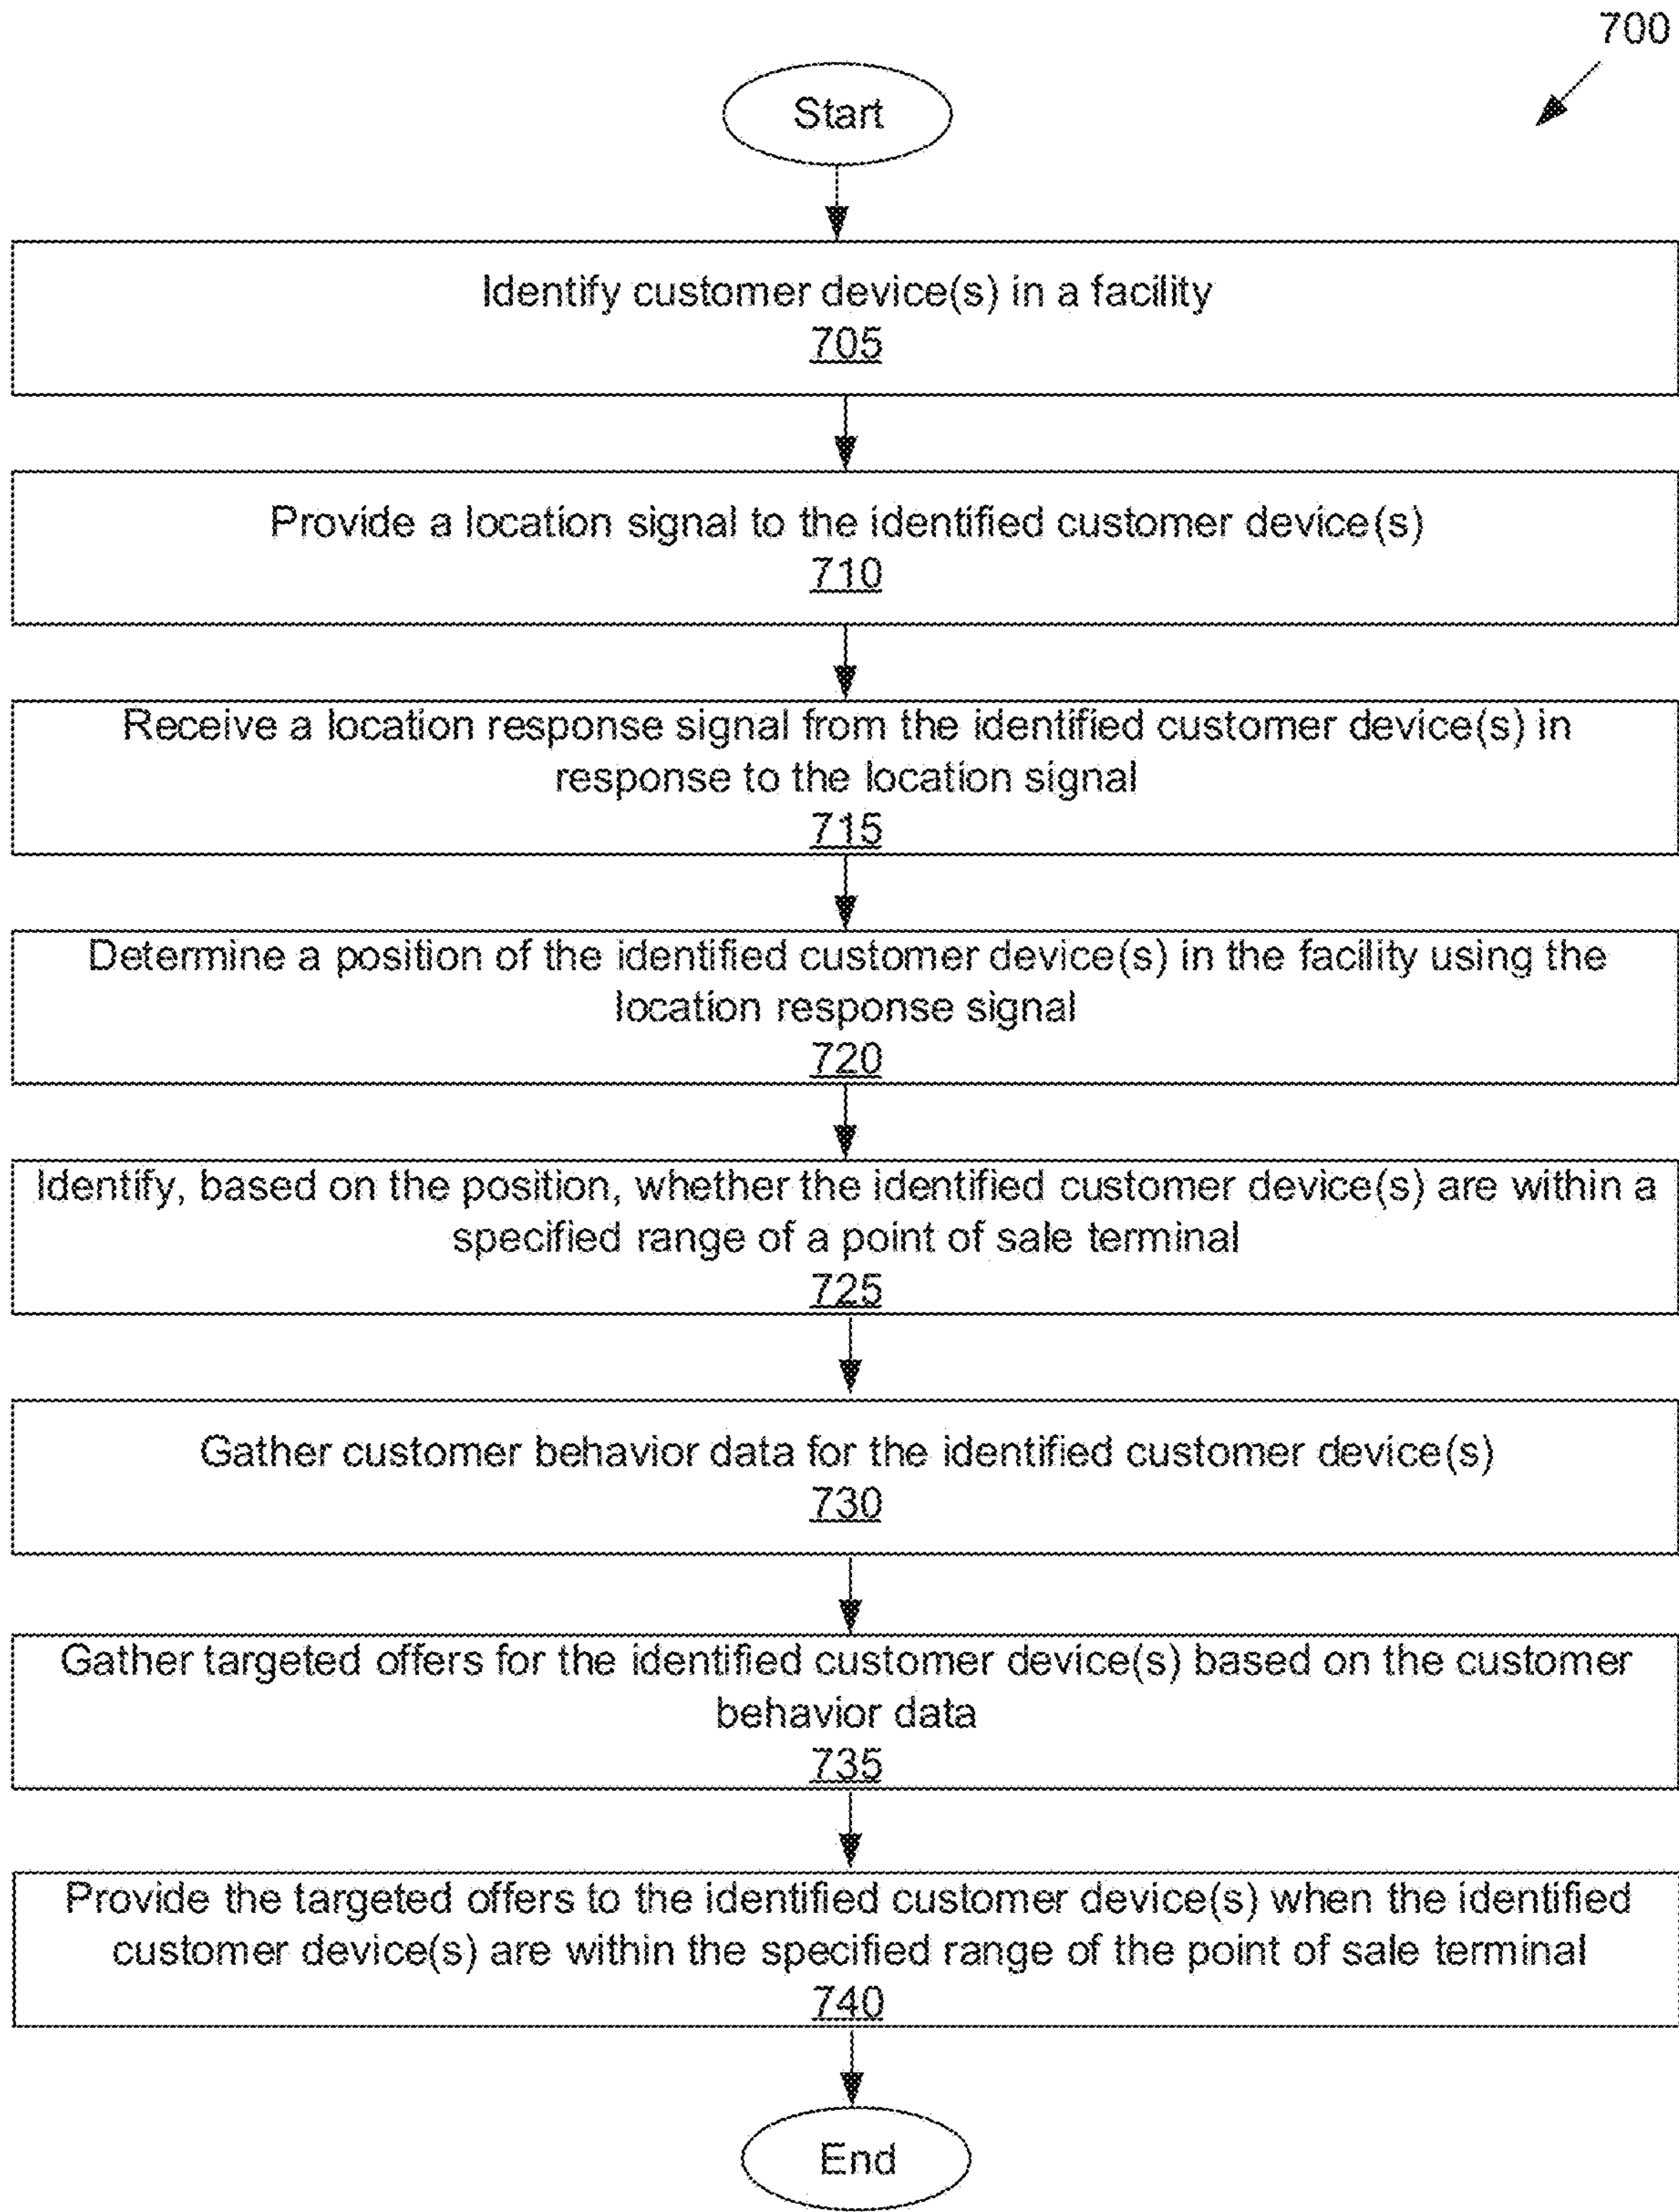 700
Start
Identify customer device(s) in a facility
705
Provide a location signal to the identified customer device(s)
710
Receive a location response signal from the identified customer device(s) in
response to the location signal
715
Determine a position of the identified customer device(s) in the facility using the
location response signal
720
Identify, based on the position, whether the identified customer device(s) are within a
specified range of a point of sale terminal
725
Gather customer behavior data for the identified customer device(s)
730
Gather targeted offers for the identified customer device(s) based on the customer
behavior data
735
Provide the targeted offers to the identified customer device(s) when the identified
customer device(s) are within the specified range of the point of sale terminal
740
End